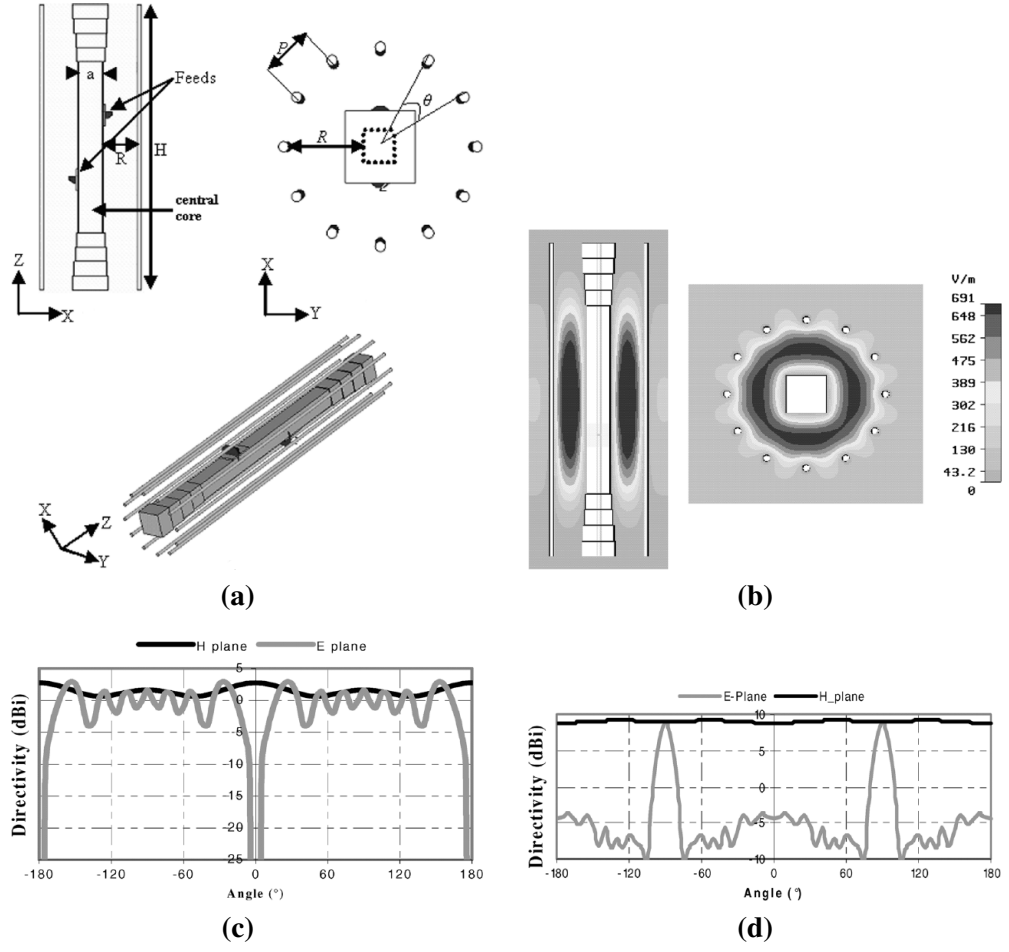 a
Feeds
R
H
central
core
Z
X
P
θ
R
X
Y
X
Z
Y
(a)
V/m
691
648
562
475
389
302
216
130
43.2
0
(b)
H plane E plane
Directivity (dBi)
5
0
-5
-10
-15
-20
25
-180 -120 -60 0 60 120 180
Angle (°)
(c)
E-Plane H_plane
Directivity (dBi)
10
5
0
-5
-10
-180 -120 -60 0 60 120 180
Angle (°)
(d)